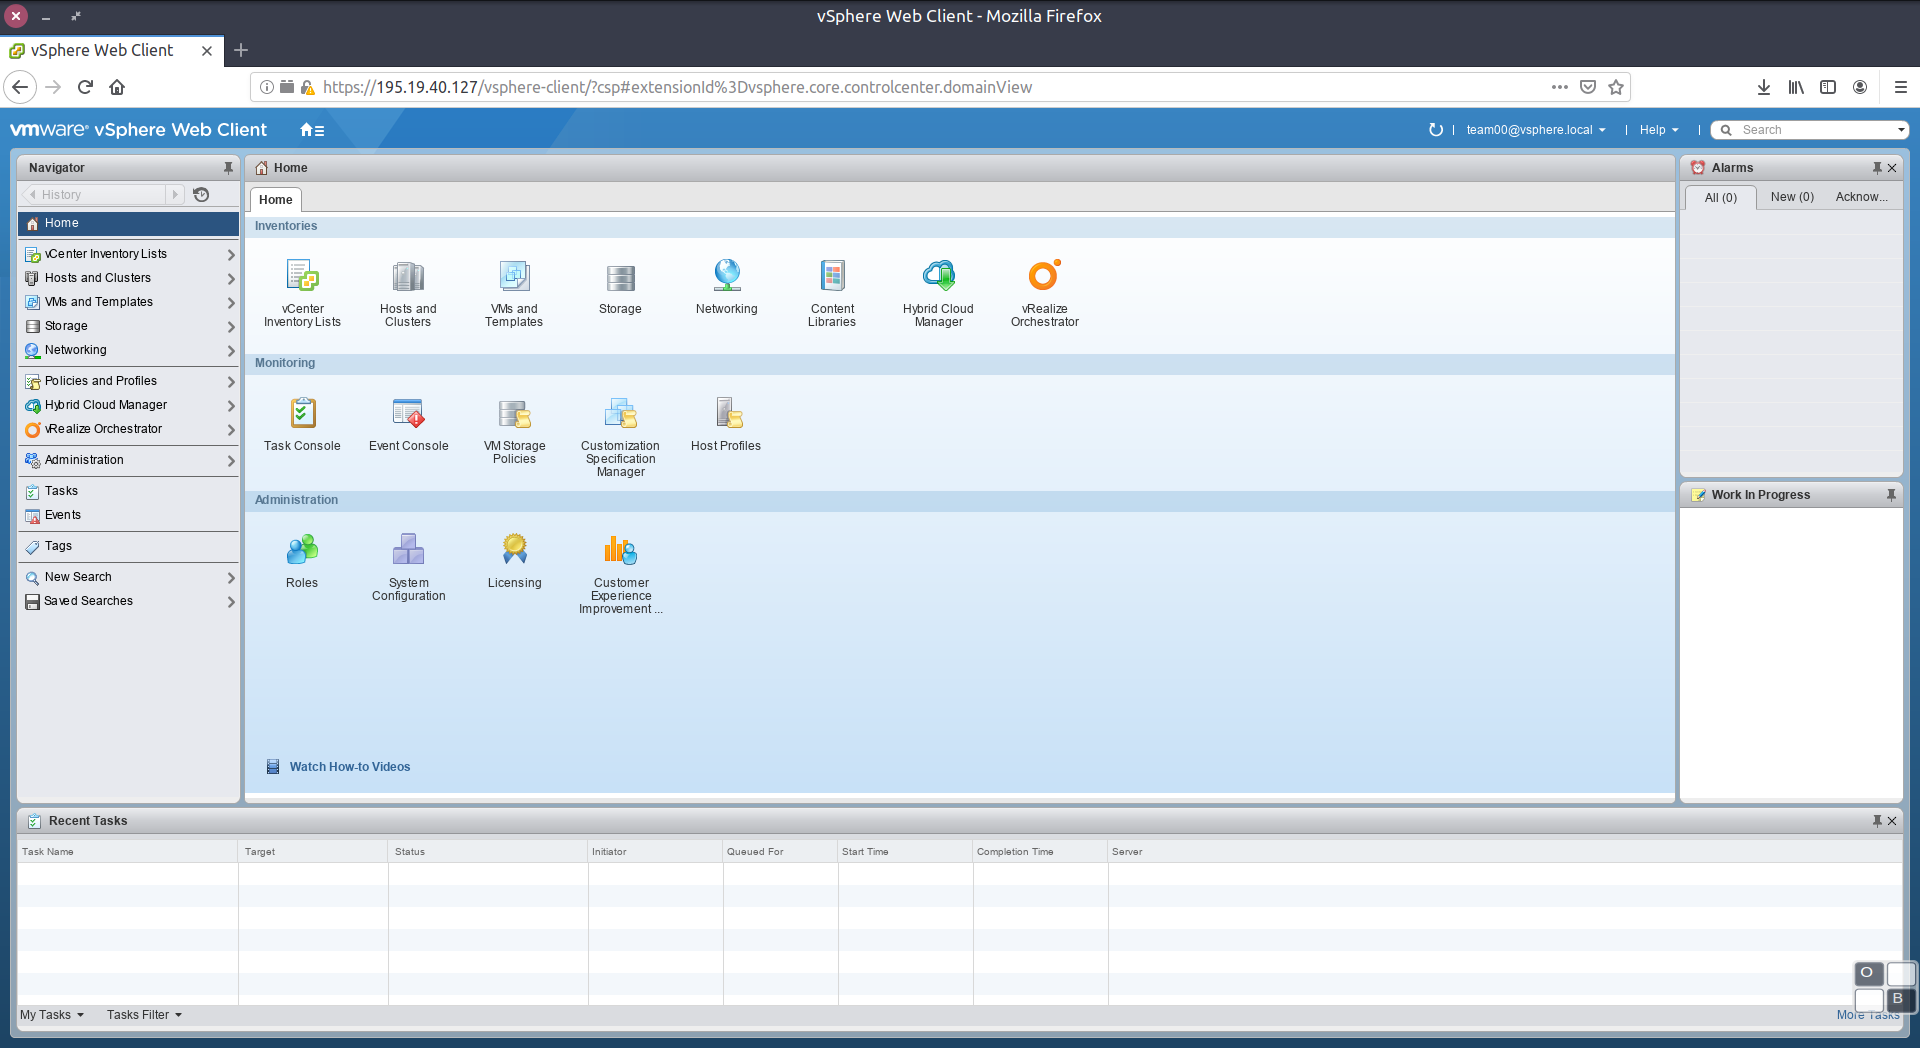 vSphere Web Client - Mozilla Firefox
vSphere Web Client
https://195.19.40.127/vsphere-client/?csp#extensionId%3Dvsphere.core.controlcenter.domainView
vmware® vSphere Web Client
team00@vsphere.local
Help
Search
Navigator
History
Home
vCenter Inventory Lists
Hosts and Clusters
VMs and Templates
Storage
Networking
Policies and Profiles
Hybrid Cloud Manager
vRealize Orchestrator
Administration
Tasks
Events
Tags
New Search
Saved Searches
Home
Home
Inventories
vCenter
Inventory Lists
Hosts and
Clusters
VMs and
Templates
Storage
Networking
Content
Libraries
Hybrid Cloud
Manager
vRealize
Orchestrator
Monitoring
Task Console
Event Console
VM Storage
Policies
Customization
Specification
Manager
Host Profiles
Administration
Roles
System
Configuration
Licensing
Customer
Experience
Improvement ...
Watch How-to Videos
Alarms
All (0)
New (0)
Acknow...
Work In Progress
Recent Tasks
Task Name
Target
Status
Initiator
Queued For
Start Time
Completion Time
Server
My Tasks
Tasks Filter
More Tasks
O
B